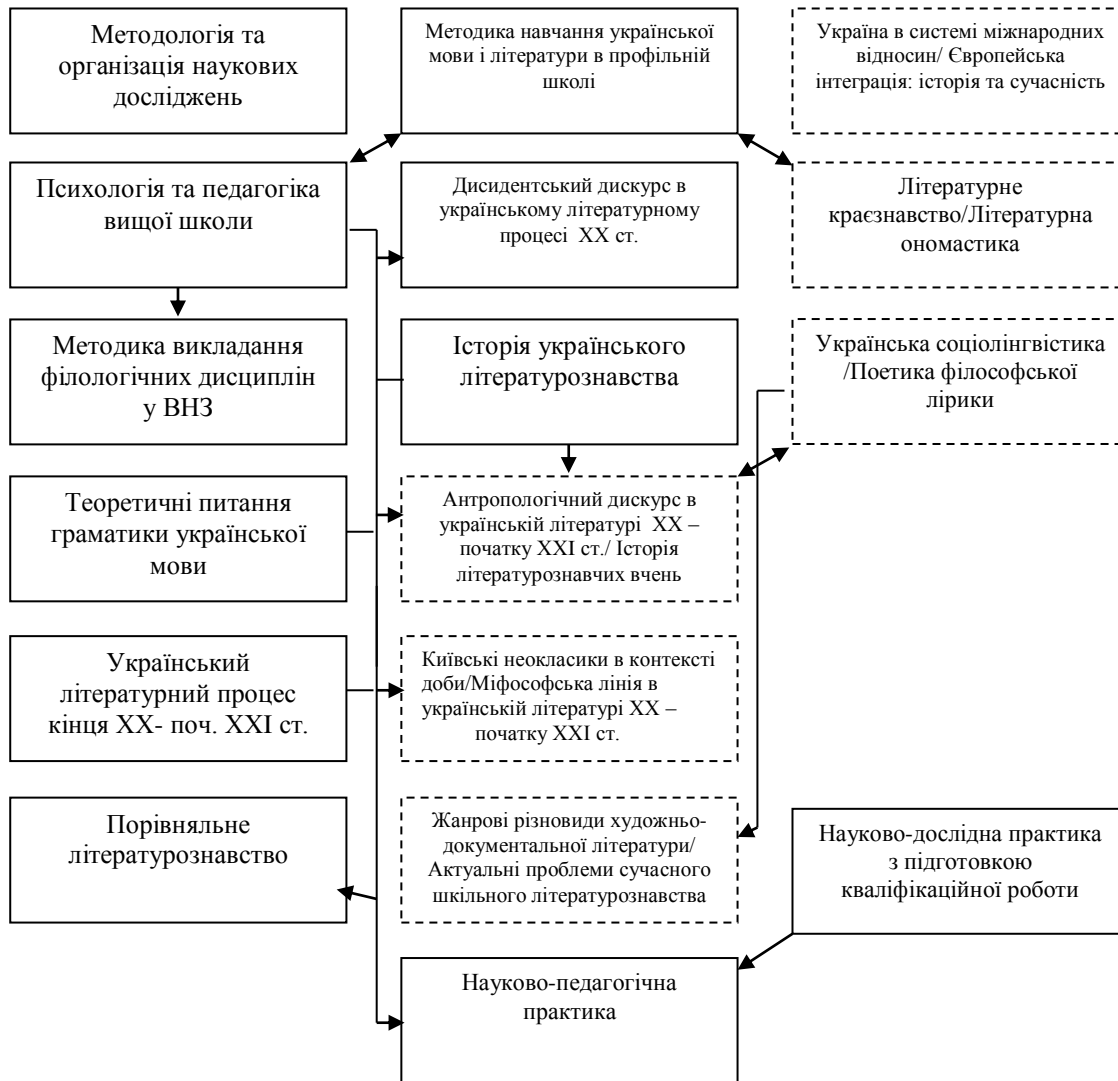 Методологія та
організація наукових
досліджень
Методика навчання української
мови і літератури в профільній
школі
Україна в системі міжнародних
відносин/ Європейська
інтеграція: історія та сучасність
Психологія та педагогіка
вищої школи
Дисидентський дискурс в
українському літературному
процесі XX ст.
Літературне
краєзнавство/Літературна
ономастика
Методика викладання
філологічних дисциплін
у ВНЗ
Історія українського
літературознавства
Українська соціолінгвістика
/Поетика філософської
лірики
Теоретичні питання
граматики української
мови
Антропологічний дискурс в
українській літературі XX –
початку XXI ст./ Історія
літературознавчих вчень
Український
літературний процес
кінця XX- поч. XXI ст.
Київські неокласики в контексті
доби/Міфософська лінія в
українській літературі XX –
початку XXI ст.
Порівняльне
літературознавство
Жанрові різновиди художньо-
документальної літератури/
Актуальні проблеми сучасного
шкільного літературознавства
Науково-дослідна практика
з підготовкою
кваліфікаційної роботи
Науково-педагогічна
практика